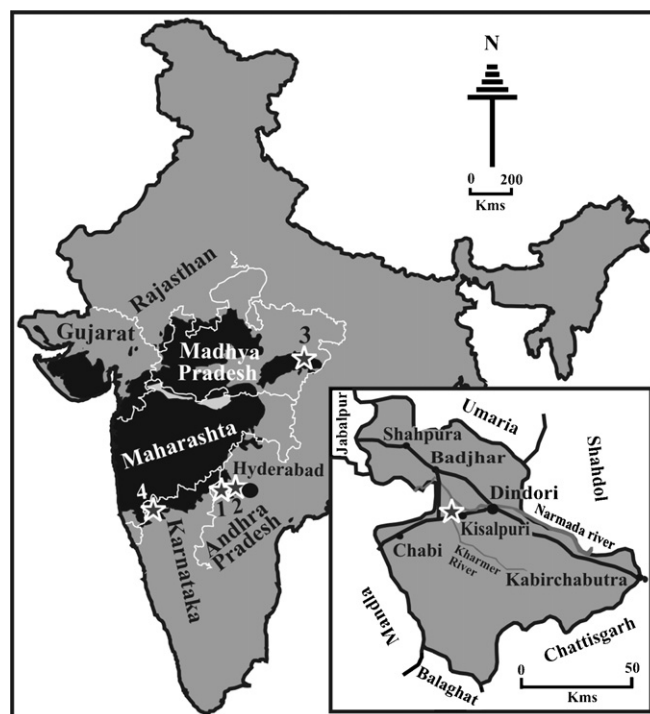 N
0 200
Kms
Rajasthan
Gujarat
3
Madhya
Pradesh
Maharashta
Hyderabad
4
1 2
Andhra
Pradesh
Karnataka
Umaria
Jabalpur
Shahpura
Badjhar
Shahdol
Dindori
Kisalpuri
Narmada river
Chabi
Kharmer
River
Kabirchabutra
Mandla
Chattisgarh
Balaghat
0 50
Kms